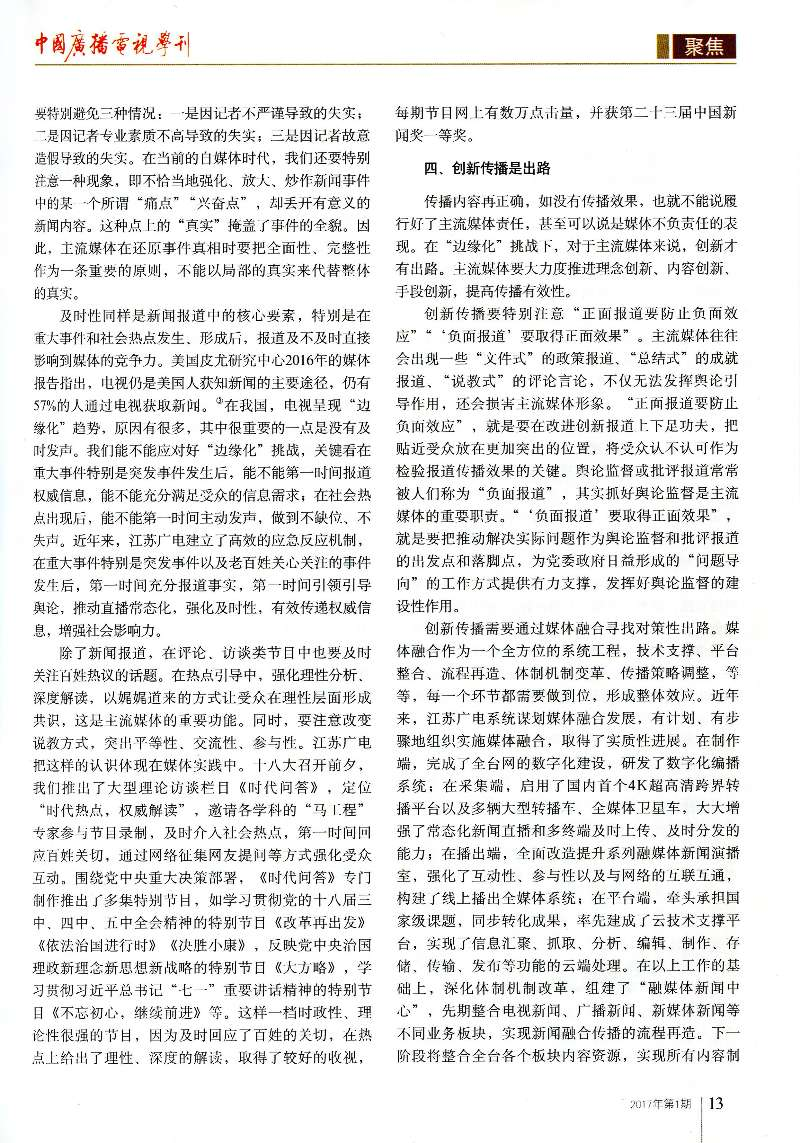 中國廣播電視學刊
聚焦
要特别避免三种情况：一是因记者不严谨导致的失实；
二是因记者专业素质不高导致的失实；三是因记者故意
造假导致的失实。在当前的自媒体时代，我们还要特别
注意一种现象，即不恰当地强化、放大、炒作新闻事件
中的某一个所谓“痛点”“兴奋点”，却丢开有意义的
新闻内容。这种点上的“真实”掩盖了事件的全貌。因
此，主流媒体在还原事件真相时要把全面性、完整性
作为一条重要的原则，不能以局部的真实来代替整体
的真实。
及时性同样是新闻报道中的核心要素，特别是在
重大事件和社会热点发生、形成后，报道及不及时直接
影响到媒体的竞争力。美国皮尤研究中心2016年的媒体
报告指出，电视仍是美国人获知新闻的主要途径，仍有
57%的人通过电视获取新闻。③在我国，电视呈现“边
缘化”趋势，原因有很多，其中很重要的一点是没有及
时发声。我们能不能应对好“边缘化”挑战，关键看在
重大事件特别是突发事件发生后，能不能第一时间报道
权威信息，能不能充分满足受众的信息需求；在社会热
点出现后，能不能第一时间主动发声，做到不缺位、不
失声。近年来，江苏广电建立了高效的应急反应机制，
在重大事件特别是突发事件以及老百姓关心关注的事件
发生后，第一时间充分报道事实，第一时间引领引导
舆论，推动直播常态化，强化及时性，有效传递权威信
息，增强社会影响力。
除了新闻报道，在评论、访谈类节目中也要及时
关注百姓热议的话题。在热点引导中，强化理性分析、
深度解读，以娓娓道来的方式让受众在理性层面形成
共识，这是主流媒体的重要功能。同时，要注意改变
说教方式，突出平等性、交流性、参与性。江苏广电
把这样的认识体现在媒体实践中。十八大召开前夕，
我们推出了大型理论访谈栏目《时代问答》，定位
“时代热点，权威解读”，邀请各学科的“马工程”
专家参与节目录制，及时介入社会热点，第一时间回
应百姓关切，通过网络征集网友提问等方式强化受众
互动。围绕党中央重大决策部署，《时代问答》专门
制作推出了多集特别节目，如学习贯彻党的十八届三
中、四中、五中全会精神的特别节目《改革再出发》
《依法治国进行时》《决胜小康》，反映党中央治国
理政新理念新思想新战略的特别节目《大方略》，学
习贯彻习近平总书记“七一”重要讲话精神的特别节
目《不忘初心，继续前进》等。这样一档时政性、理
论性很强的节目，因为及时回应了百姓的关切，在热
点上给出了理性、深度的解读，取得了较好的收视，
每期节目网上有数万点击量，并获第二十三届中国新
闻奖一等奖。
四、创新传播是出路
传播内容再正确，如没有传播效果，也就不能说履
行好了主流媒体责任，甚至可以说是媒体不负责任的表
现。在“边缘化”挑战下，对于主流媒体来说，创新才
有出路。主流媒体要大力度推进理念创新、内容创新、
手段创新，提高传播有效性。
创新传播要特别注意“正面报道要防止负面效
应”“‘负面报道’要取得正面效果”。主流媒体往往
会出现一些“文件式”的政策报道、“总结式”的成就
报道、“说教式”的评论言论，不仅无法发挥舆论引
导作用，还会损害主流媒体形象。“正面报道要防止
负面效应”，就是要在改进创新报道上下足功夫，把
贴近受众放在更加突出的位置，将受众认不认可作为
检验报道传播效果的关键。舆论监督或批评报道常常
被人们称为“负面报道”，其实抓好舆论监督是主流
媒体的重要职责。“‘负面报道’要取得正面效果”，
就是要把推动解决实际问题作为舆论监督和批评报道
的出发点和落脚点，为党委政府日益形成的“问题导
向”的工作方式提供有力支撑，发挥好舆论监督的建
设性作用。
创新传播需要通过媒体融合寻找对策性出路。媒
体融合作为一个全方位的系统工程，技术支撑、平台
整合、流程再造、体制机制变革、传播策略调整，等
等，每一个环节都需要做到位，形成整体效应。近年
来，江苏广电系统谋划媒体融合发展，有计划、有步
骤地组织实施媒体融合，取得了实质性进展。在制作
端，完成了全台网的数字化建设，研发了数字化编播
系统；在采集端，启用了国内首个4K超高清跨界转
播平台以及多辆大型转播车、全媒体卫星车，大大增
强了常态化新闻直播和多终端及时上传、及时分发的
能力；在播出端，全面改造提升系列融媒体新闻演播
室，强化了互动性、参与性以及与网络的互联互通，
构建了线上播出全媒体系统；在平台端，牵头承担国
家级课题，同步转化成果，率先建成了云技术支撑平
台，实现了信息汇聚、抓取、分析、编辑、制作、存
储、传输、发布等功能的云端处理。在以上工作的基
础上，深化体制机制改革，组建了“融媒体新闻中
心”，先期整合电视新闻、广播新闻、新媒体新闻等
不同业务板块，实现新闻融合传播的流程再造。下一
阶段将整合全台各个板块内容资源，实现所有内容制
2017年第1期 13